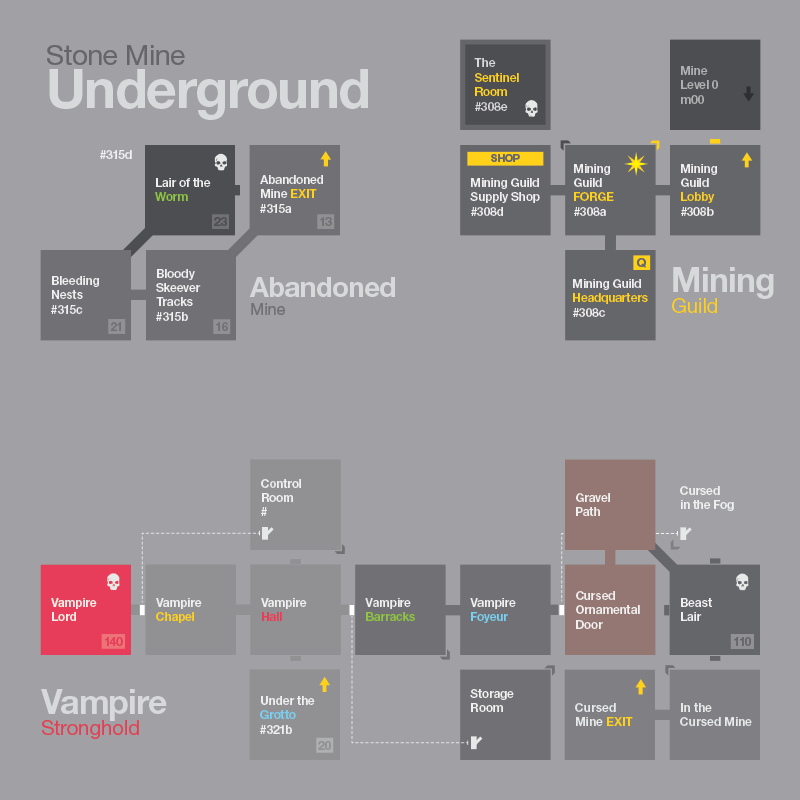 Stone Mine
Underground
The
Sentinel
Room
#308e
Mine
Level 0
m00
#315d
Lair of the
Worm
23
Abandoned
Mine EXIT
#315a
13
SHOP
Mining Guild
Supply Shop
#308d
Mining
Guild
FORGE
#308a
Mining
Guild
Lobby
#308b
Bleeding
Nests
#315c
21
Bloody
Skeever
Tracks
#315b
16
Abandoned
Mine
Q
Mining Guild
Headquarters
#308c
Mining
Guild
Control
Room
#
Gravel
Path
Cursed
in the Fog
Vampire
Lord
140
Vampire
Chapel
Vampire
Hall
Vampire
Barracks
Vampire
Foyeur
Cursed
Ornamental
Door
Beast
Lair
110
Vampire
Stronghold
Under the
Grotto
#321b
20
Storage
Room
Cursed
Mine EXIT
In the
Cursed Mine